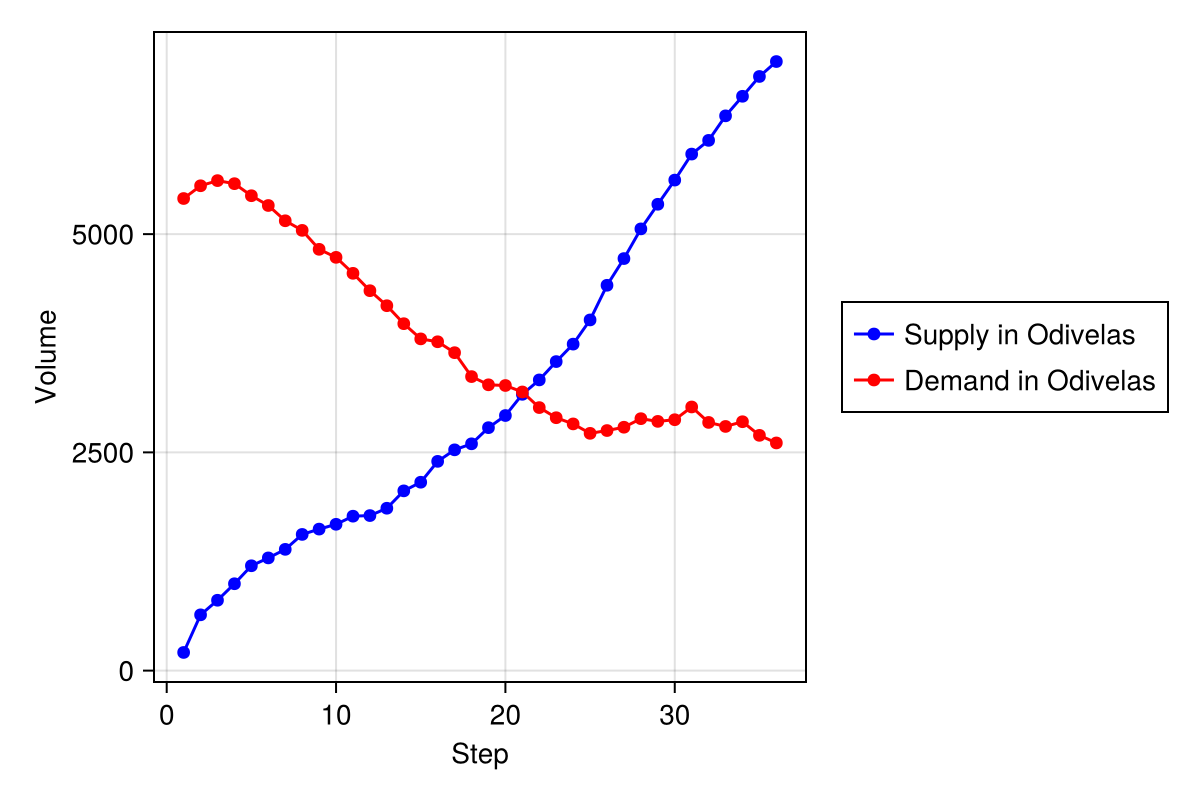 Volume
5000
2500
0
0 10 20 30
Step
Supply in Odivelas
Demand in Odivelas